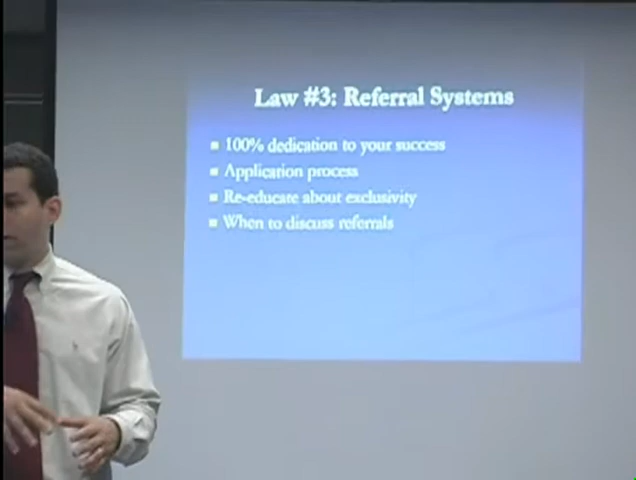 Law #3: Referral Systems
100% dedication to your success
Application process
Re-educate about exclusivity
When to discuss referrals